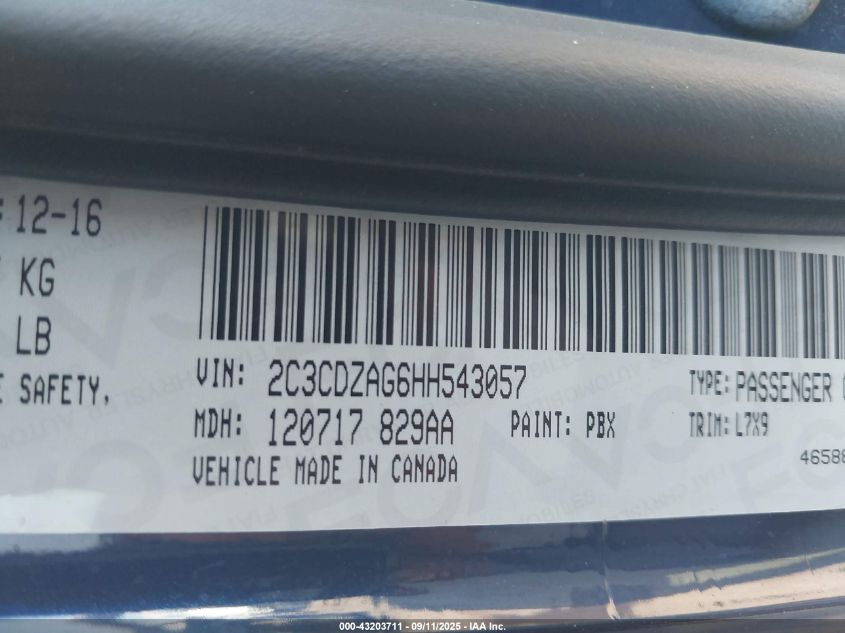 12-16
KG
LB
SAFETY,
VIN: 2C3CDZAG6HH543057
TYPE: PASSENGER
MDH: 120717 829AA
PAINT: PBX
TRIM: L7X9
VEHICLE MADE IN CANADA
000-43203711 - 09/11/2025 - IAA Inc.